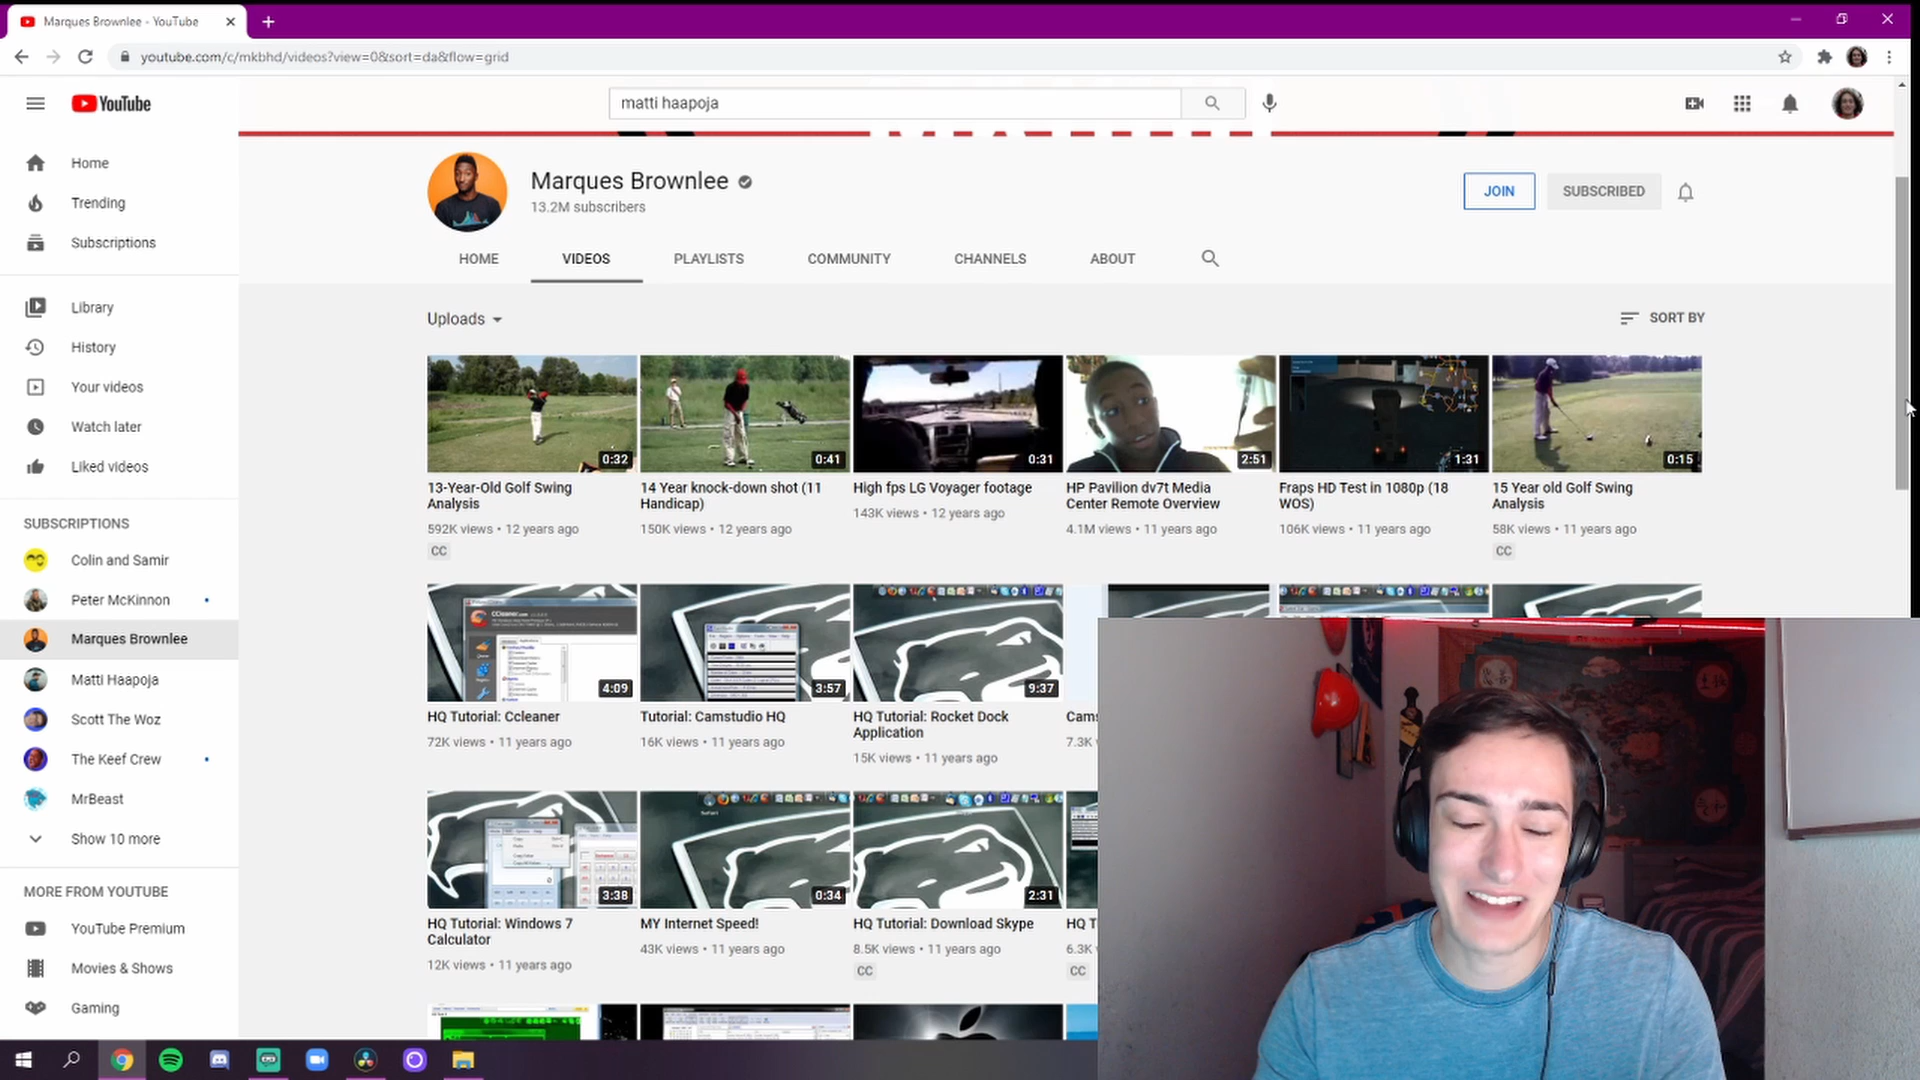 Marques Brownlee - YouTube
youtube.com/c/mkbhd/videos?view=0&sort=da&flow=grid
YouTube
matti haapoja
Home
Trending
Subscriptions
Library
History
Your videos
Watch later
Liked videos
SUBSCRIPTIONS
Colin and Samir
Peter McKinnon
Marques Brownlee
Matti Haapoja
Scott The Woz
The Keef Crew
MrBeast
Show 10 more
MORE FROM YOUTUBE
YouTube Premium
Movies & Shows
Gaming
Marques Brownlee
13.2M subscribers
JOIN
SUBSCRIBED
HOME VIDEOS PLAYLISTS COMMUNITY CHANNELS ABOUT
Uploads
SORT BY
0:32
13-Year-Old Golf Swing
Analysis
592K views • 12 years ago
CC
0:41
14 Year knock-down shot (11
Handicap)
150K views • 12 years ago
0:31
High fps LG Voyager footage
143K views • 12 years ago
2:51
HP Pavilion dv7t Media
Center Remote Overview
4.1M views • 11 years ago
1:31
Fraps HD Test in 1080p (18
WOS)
106K views • 11 years ago
0:15
15 Year old Golf Swing
Analysis
58K views • 11 years ago
CC
4:09
HQ Tutorial: Ccleaner
72K views • 11 years ago
3:57
Tutorial: Camstudio HQ
16K views • 11 years ago
9:37
HQ Tutorial: Rocket Dock
Application
15K views • 11 years ago
Cams
7.3K
3:38
HQ Tutorial: Windows 7
Calculator
12K views • 11 years ago
0:34
MY Internet Speed!
43K views • 11 years ago
2:31
HQ Tutorial: Download Skype
8.5K views • 11 years ago
CC
HQ T
6.3K
CC